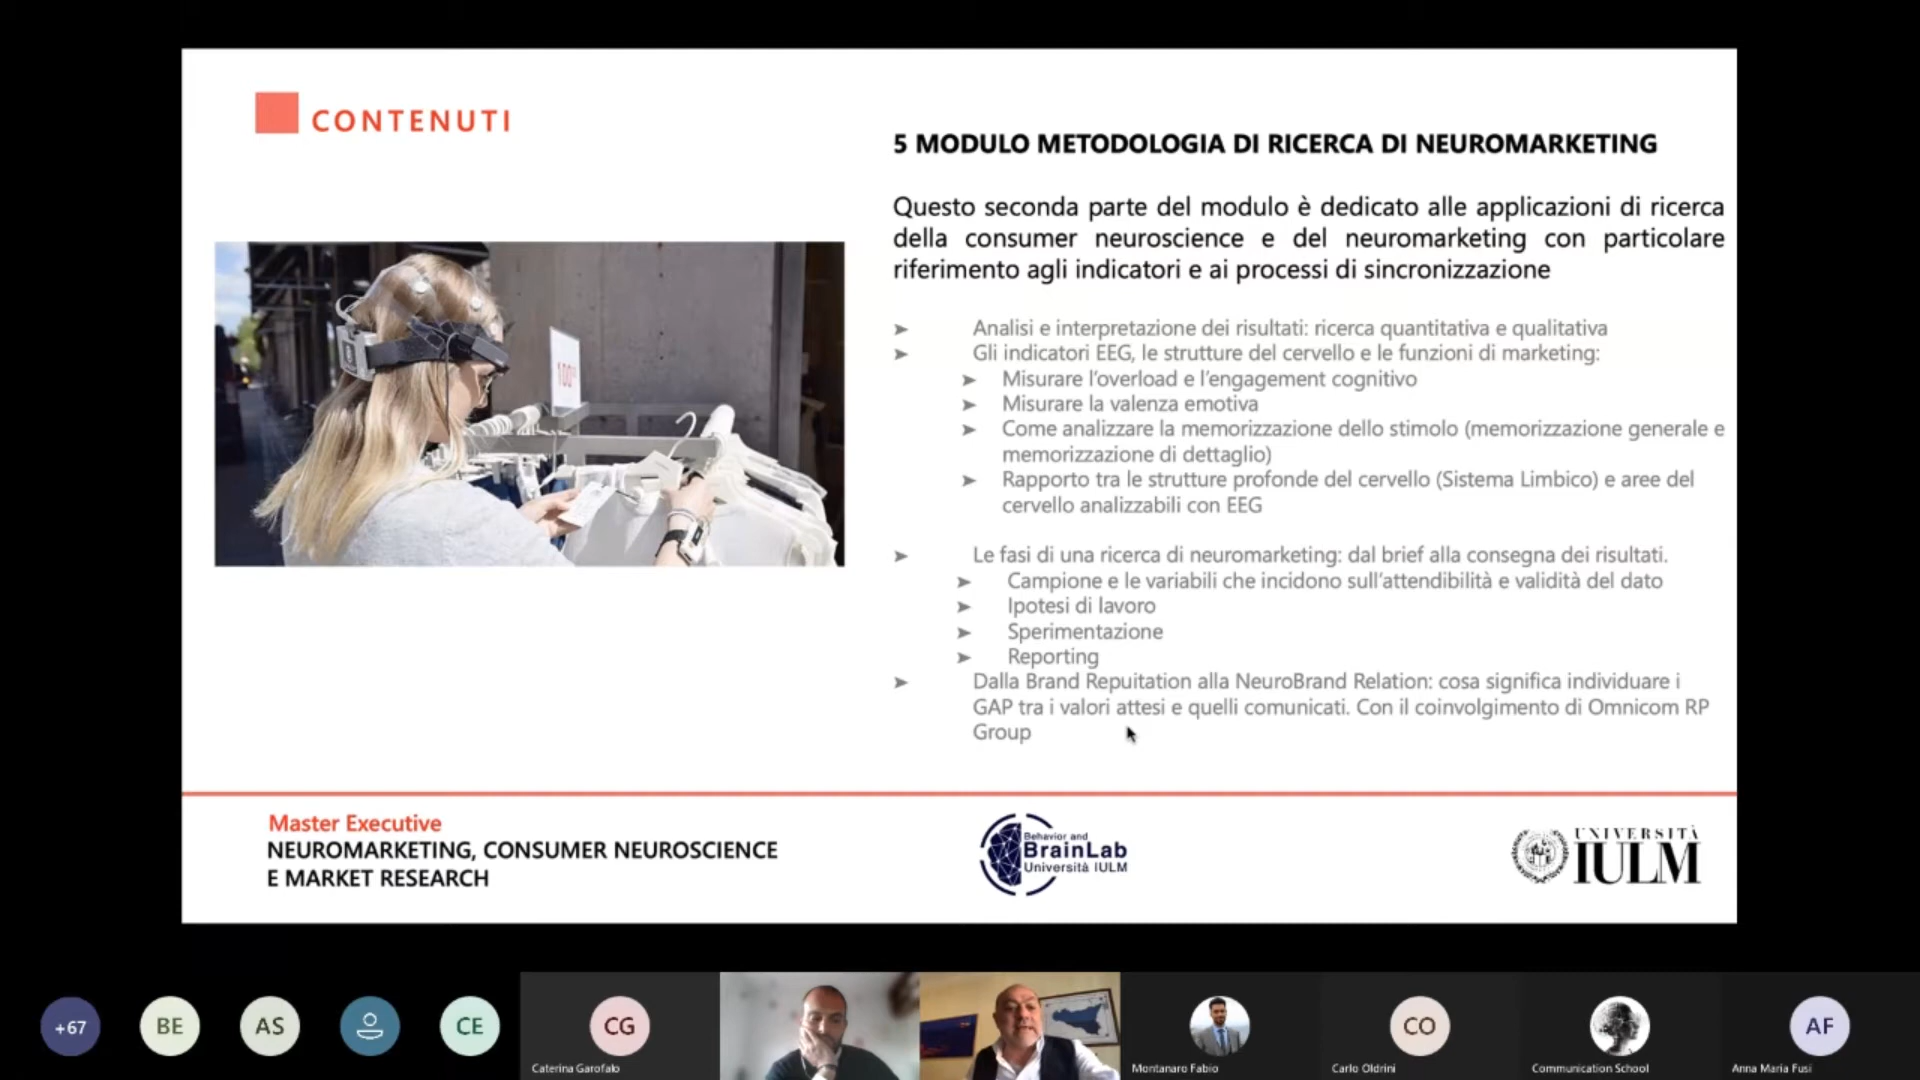 CONTENUTI
5 MODULO METODOLOGIA DI RICERCA DI NEUROMARKETING
Questo seconda parte del modulo è dedicato alle applicazioni di ricerca
della consumer neuroscience e del neuromarketing con particolare
riferimento agli indicatori e ai processi di sincronizzazione
➤ Analisi e interpretazione dei risultati: ricerca quantitativa e qualitativa
➤ Gli indicatori EEG, le strutture del cervello e le funzioni di marketing:
➤ Misurare l'overload e l'engagement cognitivo
➤ Misurare la valenza emotiva
➤ Come analizzare la memorizzazione dello stimolo (memorizzazione generale e
memorizzazione di dettaglio)
➤ Rapporto tra le strutture profonde del cervello (Sistema Limbico) e aree del
cervello analizzabili con EEG
➤ Le fasi di una ricerca di neuromarketing: dal brief alla consegna dei risultati.
➤ Campione e le variabili che incidono sull'attendibilità e validità del dato
➤ Ipotesi di lavoro
➤ Sperimentazione
➤ Reporting
➤ Dalla Brand Repuitation alla NeuroBrand Relation: cosa significa individuare i
GAP tra i valori attesi e quelli comunicati. Con il coinvolgimento di Omnicom RP
Group
100
Master Executive
NEUROMARKETING, CONSUMER NEUROSCIENCE
E MARKET RESEARCH
Behavior and
BrainLab
Università IULM
UNIVERSITÀ
IULM
+67
BE
AS
CE
CG
Caterina Garofalo
Montanaro Fabio
CO
Carlo Oldrini
Communication School
AF
Anna Maria Fusi